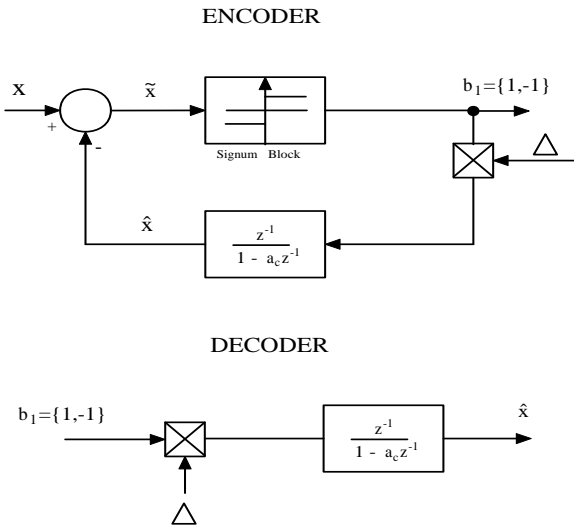 ENCODER
x
+
-
x̃
Signum Block
b₁={1,-1}
△
x̂
z⁻¹
1 - a꜀z⁻¹
DECODER
b₁={1,-1}
△
z⁻¹
1 - a꜀z⁻¹
x̂